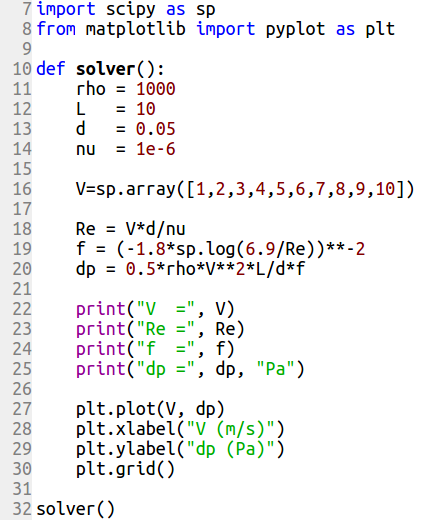 7 import scipy as sp
8 from matplotlib import pyplot as plt
9
10 def solver():
11     rho = 1000
12     L   = 10
13     d   = 0.05
14     nu  = 1e-6
15
16     V=sp.array([1,2,3,4,5,6,7,8,9,10])
17
18     Re = V*d/nu
19     f = (-1.8*sp.log(6.9/Re))**-2
20     dp = 0.5*rho*V**2*L/d*f
21
22     print("V  =", V)
23     print("Re =", Re)
24     print("f  =", f)
25     print("dp =", dp, "Pa")
26
27     plt.plot(V, dp)
28     plt.xlabel("V (m/s)")
29     plt.ylabel("dp (Pa)")
30     plt.grid()
31
32 solver()